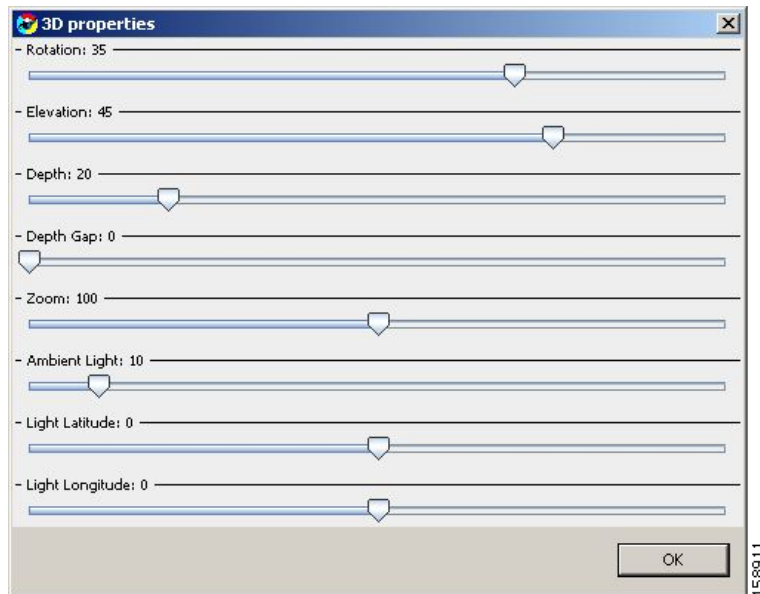 3D properties
Rotation: 35
Elevation: 45
Depth: 20
Depth Gap: 0
Zoom: 100
Ambient Light: 10
Light Latitude: 0
Light Longitude: 0
OK
158911